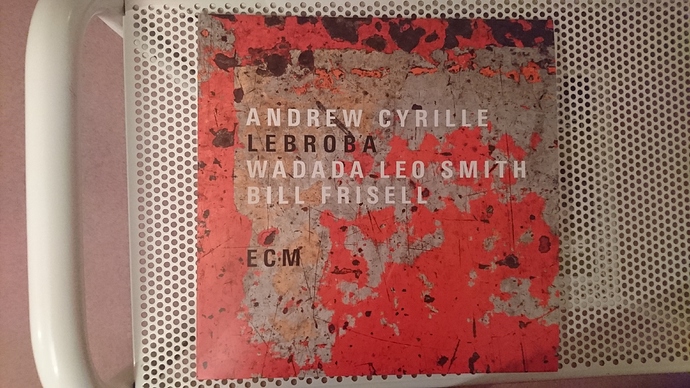 ANDREW CYRILLE
LEBROBA
WADADA LEO SMITH
BILL FRISELL
ECM